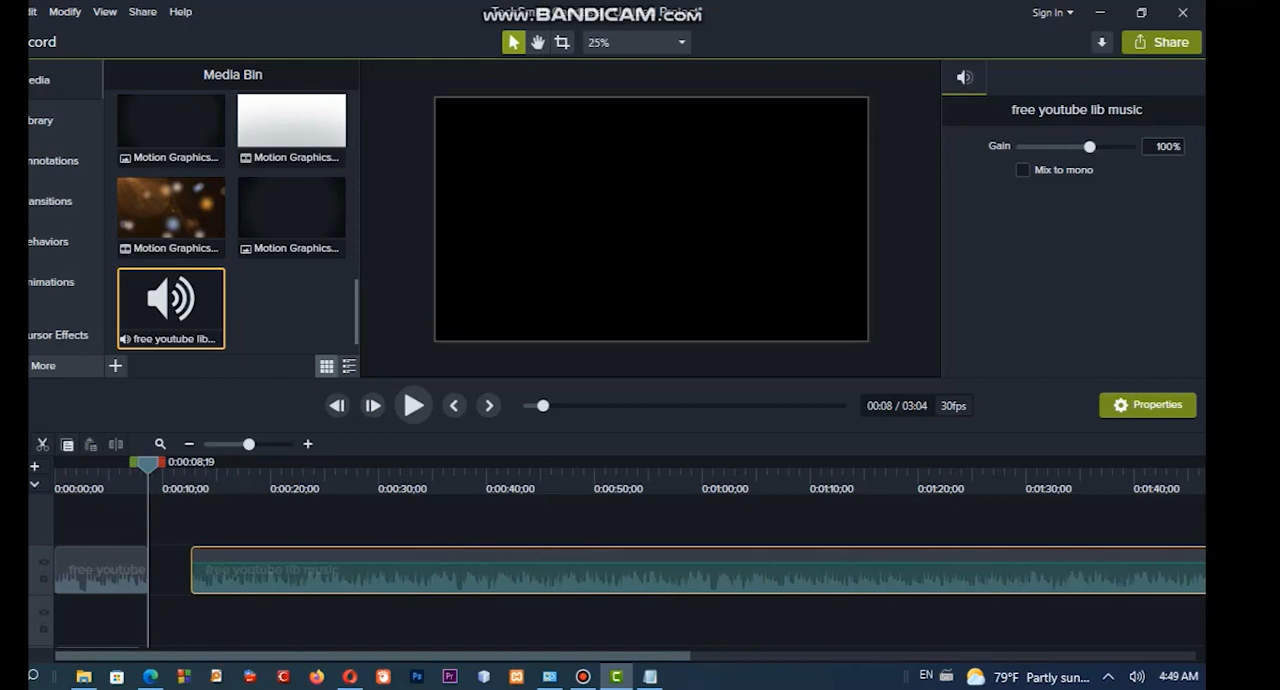 dit Modify View Share Help
www.BANDICAM.com
Sign In
cord
25%
Share
edia
Media Bin
free youtube lib music
brary
Motion Graphics... Motion Graphics...
Gain 100%
nnotations
Mix to mono
ansitions
ehaviors
Motion Graphics... Motion Graphics...
nimations
ursor Effects
free youtube lib...
More
00:08 / 03:04 30fps
Properties
0:00:08;19
0:00:00;00 0:00:10;00 0:00:20;00 0:00:30;00 0:00:40;00 0:00:50;00 0:01:00;00 0:01:10;00 0:01:20;00 0:01:30;00 0:01:40;00
free youtube free youtube lib music
Ps Pr
EN 79°F Partly sun... 4:49 AM